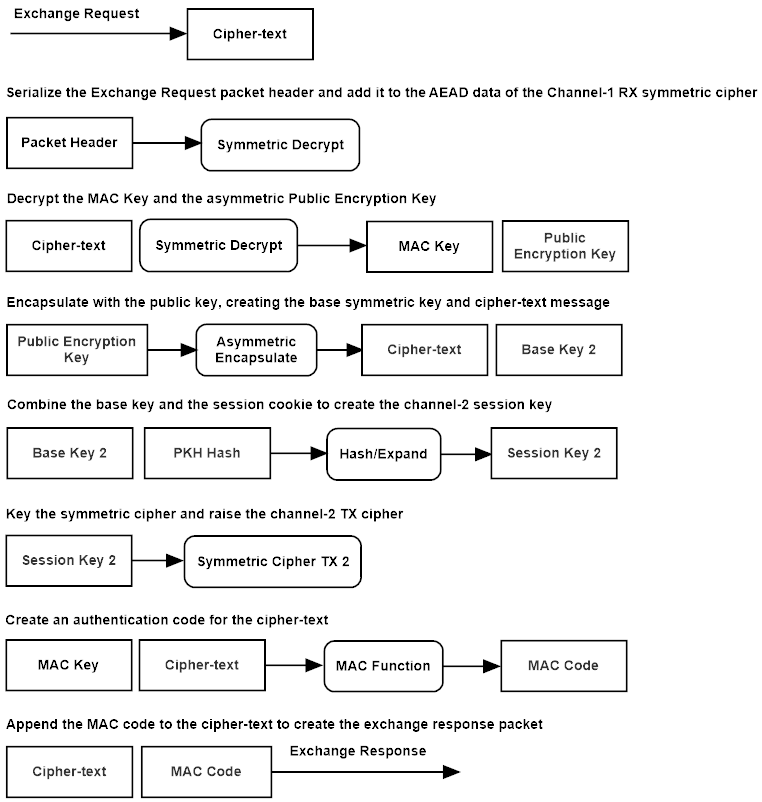 Exchange Request
Cipher-text
Serialize the Exchange Request packet header and add it to the AEAD data of the Channel-1 RX symmetric cipher
Packet Header
Symmetric Decrypt
Decrypt the MAC Key and the asymmetric Public Encryption Key
Cipher-text
Symmetric Decrypt
MAC Key
Public
Encryption Key
Encapsulate with the public key, creating the base symmetric key and cipher-text message
Public Encryption
Key
Asymmetric
Encapsulate
Cipher-text
Base Key 2
Combine the base key and the session cookie to create the channel-2 session key
Base Key 2
PKH Hash
Hash/Expand
Session Key 2
Key the symmetric cipher and raise the channel-2 TX cipher
Session Key 2
Symmetric Cipher TX 2
Create an authentication code for the cipher-text
MAC Key
Cipher-text
MAC Function
MAC Code
Append the MAC code to the cipher-text to create the exchange response packet
Cipher-text
MAC Code
Exchange Response